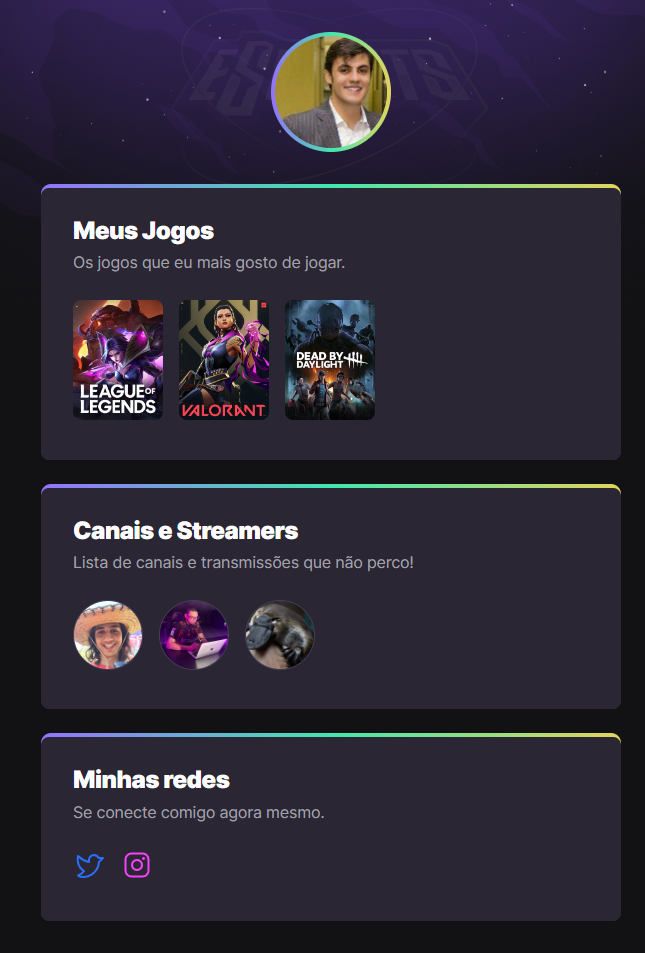 ESPORTS
Meus Jogos
Os jogos que eu mais gosto de jogar.
LEAGUE OF
LEGENDS
VALORANT
DEAD BY
DAYLIGHT
Canais e Streamers
Lista de canais e transmissões que não perco!
Minhas redes
Se conecte comigo agora mesmo.